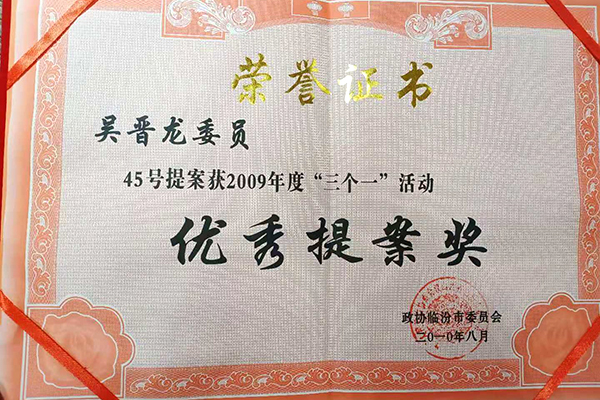 荣誉证书
吴晋龙委员
45号提案获2009年度“三个一”活动
优秀提案奖
政协临汾市委员会
二○一○年八月